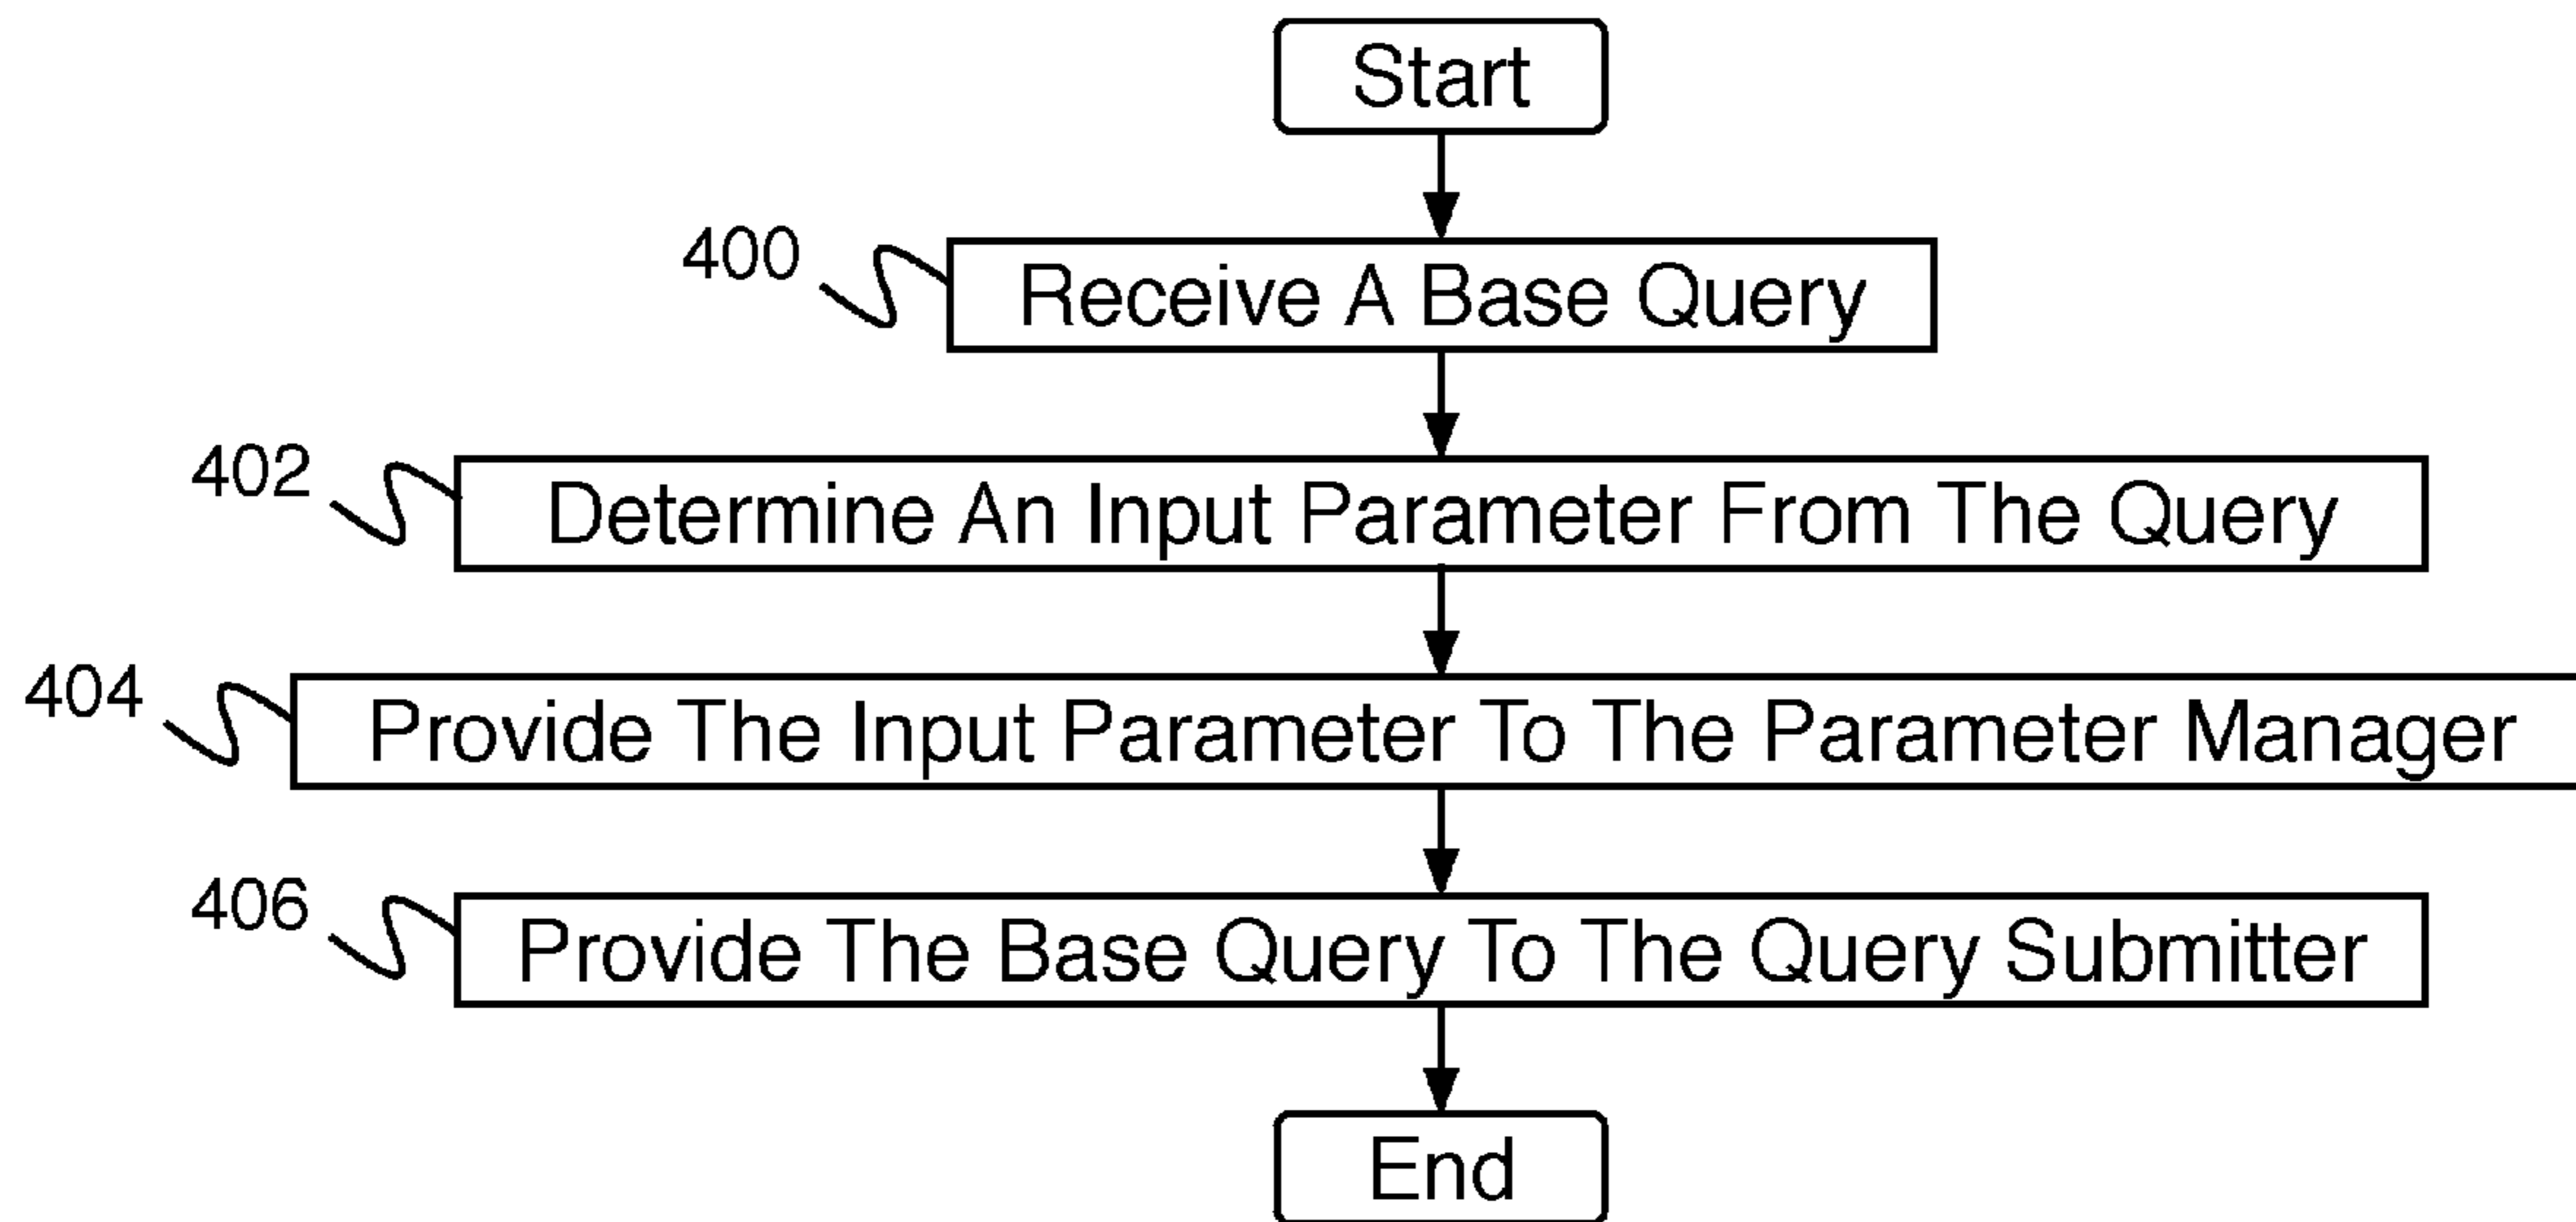 Start
400
Receive A Base Query
402
Determine An Input Parameter From The Query
404
Provide The Input Parameter To The Parameter Manager
406
Provide The Base Query To The Query Submitter
End